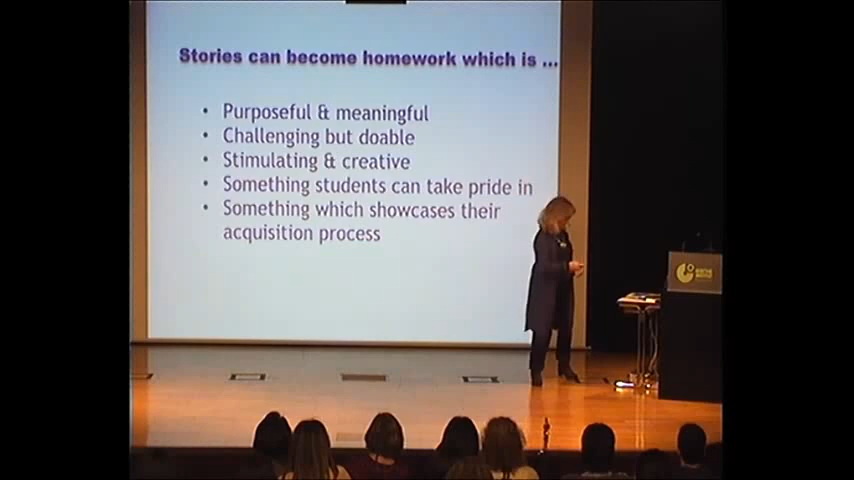 Stories can become homework which is ...
• Purposeful & meaningful
• Challenging but doable
• Stimulating & creative
• Something students can take pride in
• Something which showcases their
acquisition process